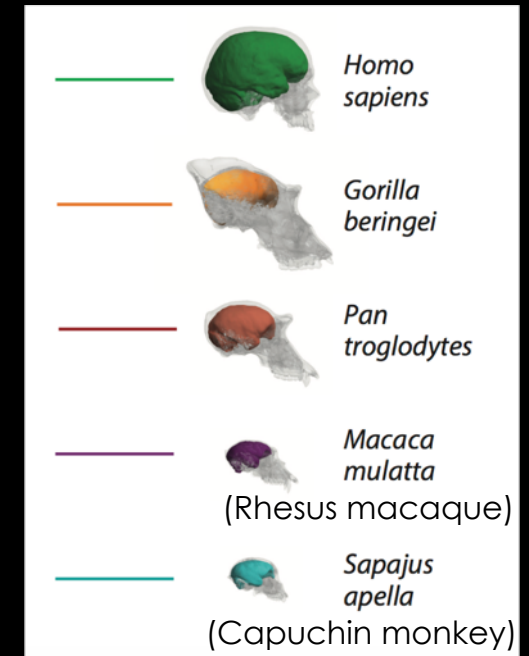 Homo
sapiens
Gorilla
beringei
Pan
troglodytes
Macaca
mulatta
(Rhesus macaque)
Sapajus
apella
(Capuchin monkey)